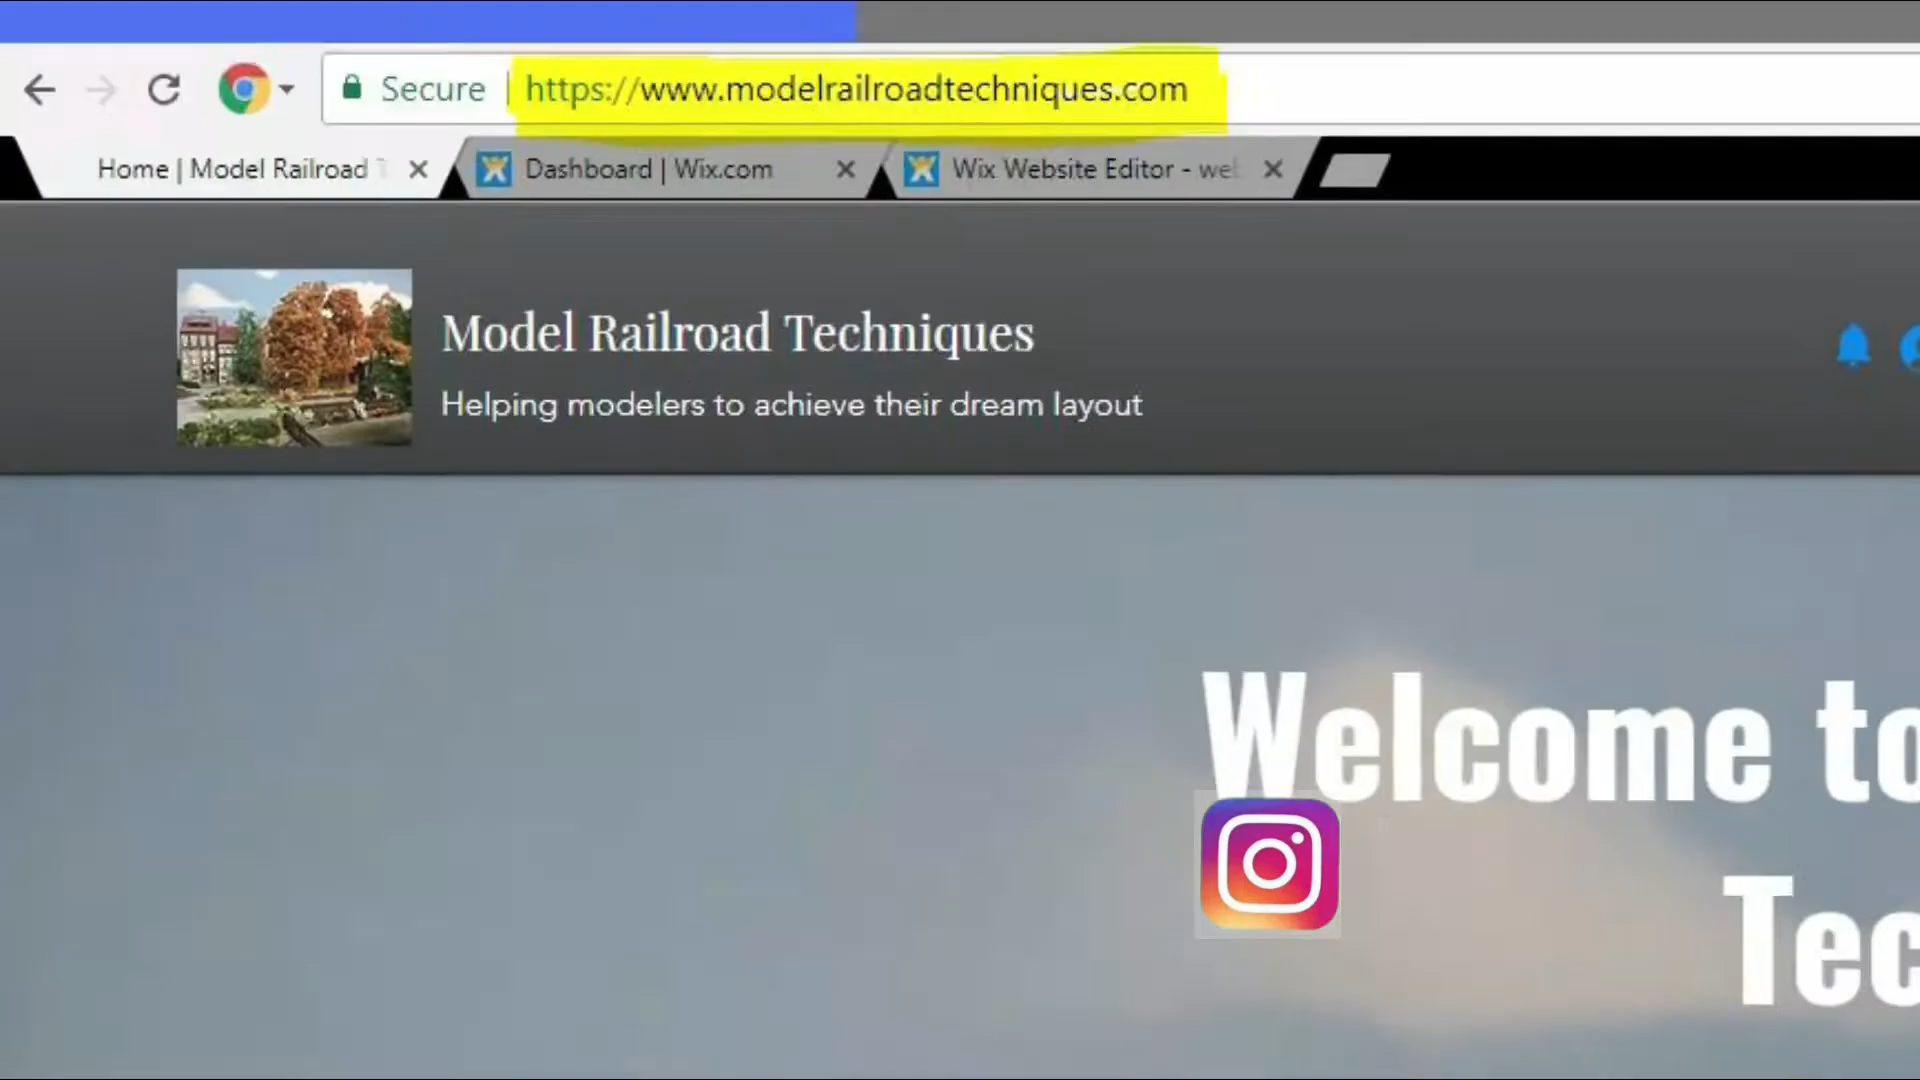 Secure | https://www.modelrailroadtechniques.com
Home | Model Railroad
Dashboard | Wix.com
Wix Website Editor - wel
Model Railroad Techniques
Helping modelers to achieve their dream layout
Welcome to
Tec